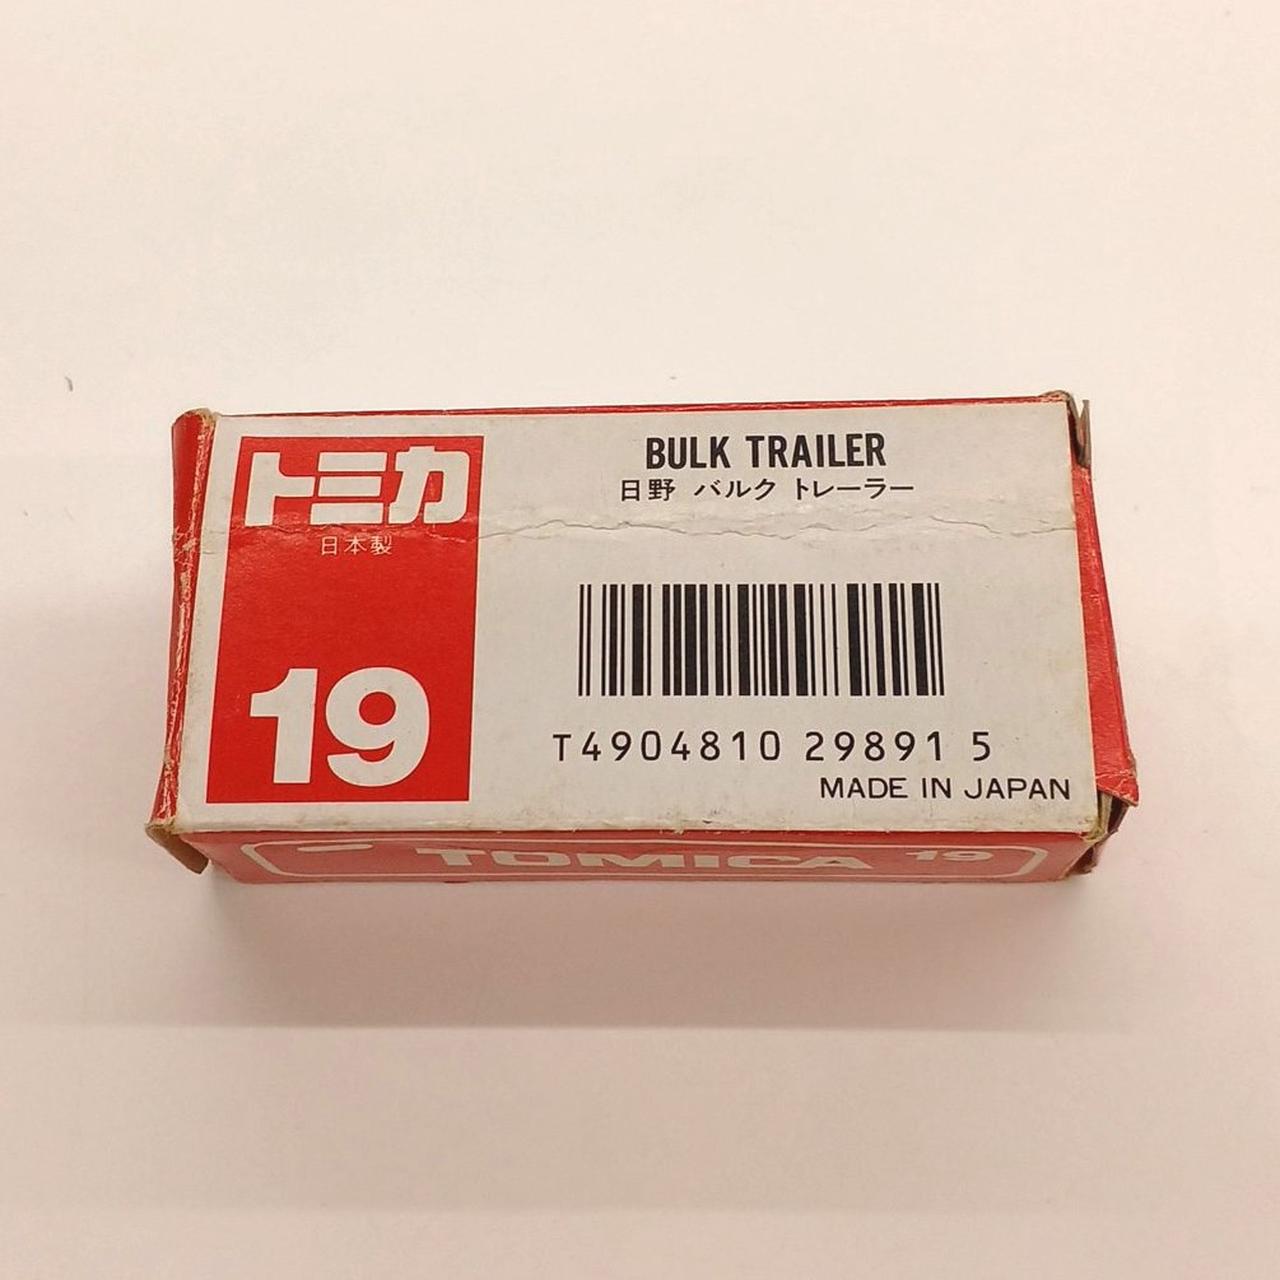 トミカ
日本製
19
BULK TRAILER
日野 バルク トレーラー
T4904810 29891 5
MADE IN JAPAN
TOMICA 19